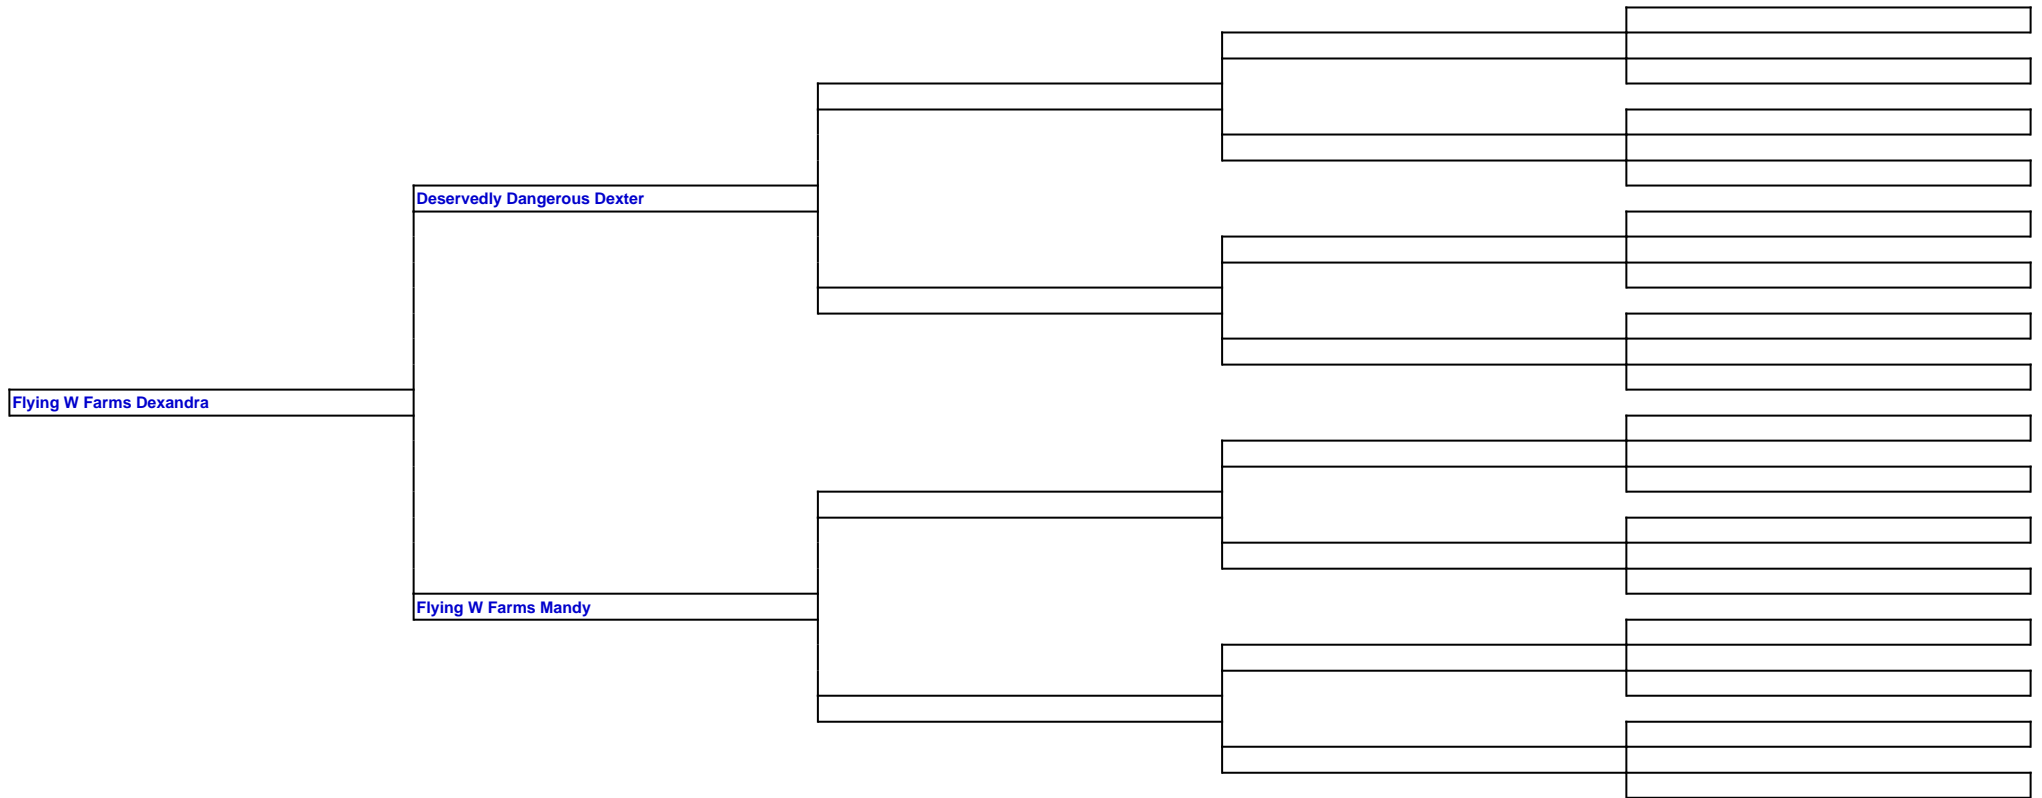 Deservedly Dangerous Dexter
Flying W Farms Dexandra
Flying W Farms Mandy